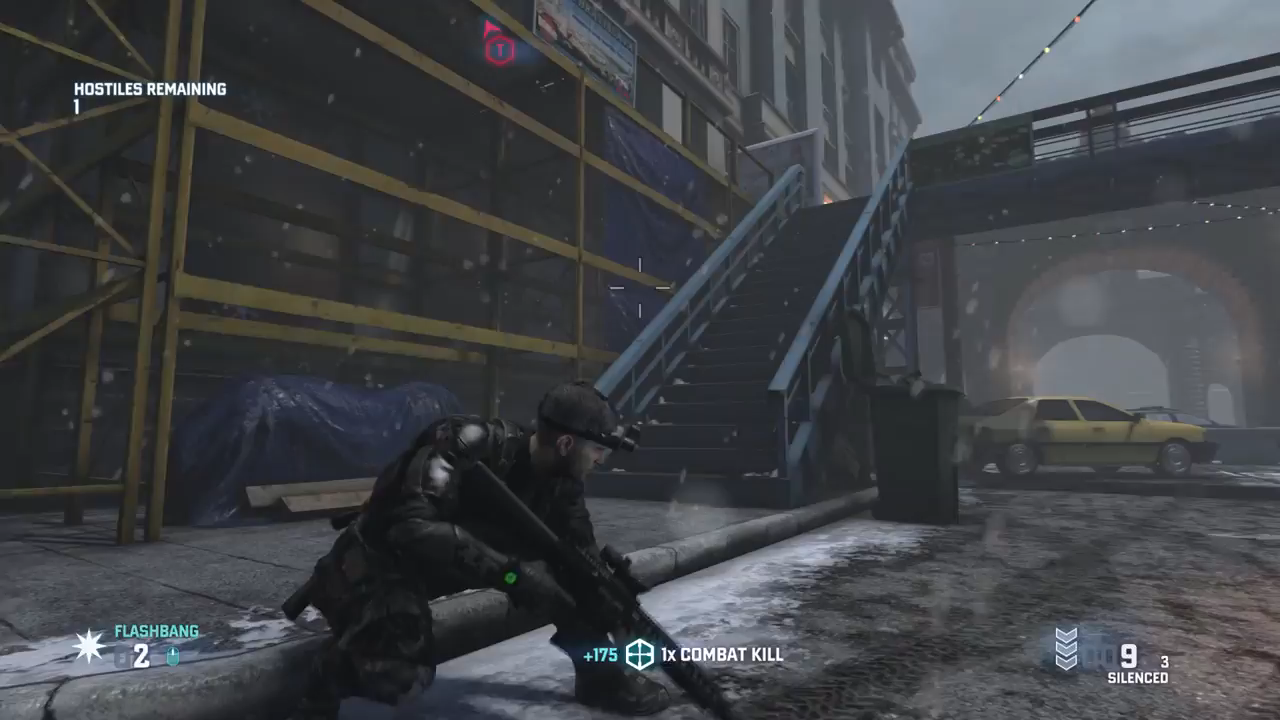 T
HOSTILES REMAINING
1
FLASHBANG
2
+175 1x COMBAT KILL
9 3
SILENCED